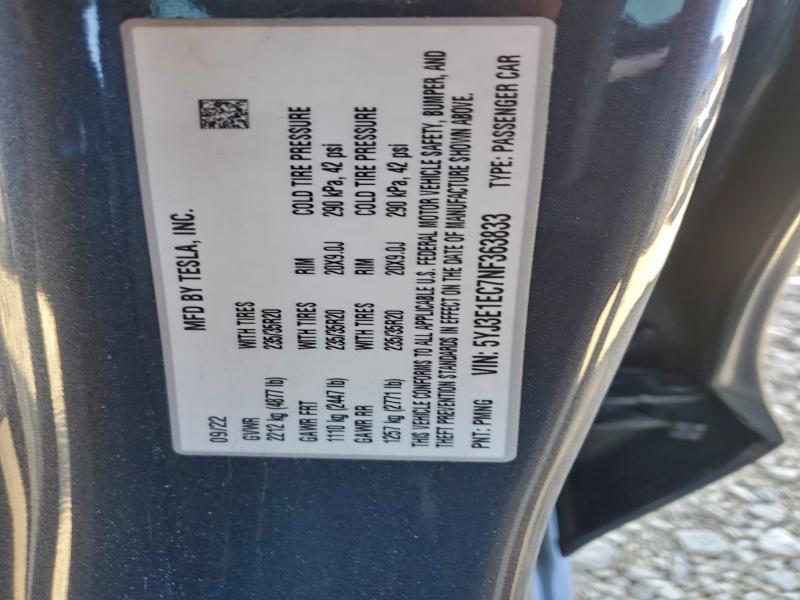 MFD BY TESLA, INC.
09/22
GVWR WITH TIRES
2212 kg (4877 lb) 235/35R20
GAWR FRT WITH TIRES RIM COLD TIRE PRESSURE
1110 kg (2447 lb) 235/35R20 20X9.0J 290 kPa, 42 psi
GAWR RR WITH TIRES RIM COLD TIRE PRESSURE
1257 kg (2771 lb) 235/35R20 20X9.0J 290 kPa, 42 psi
THIS VEHICLE CONFORMS TO ALL APPLICABLE U.S. FEDERAL MOTOR VEHICLE SAFETY, BUMPER, AND
THEFT PREVENTION STANDARDS IN EFFECT ON THE DATE OF MANUFACTURE SHOWN ABOVE.
PNT: PMNG VIN: 5YJ3E1EC7NF363833 TYPE: PASSENGER CAR